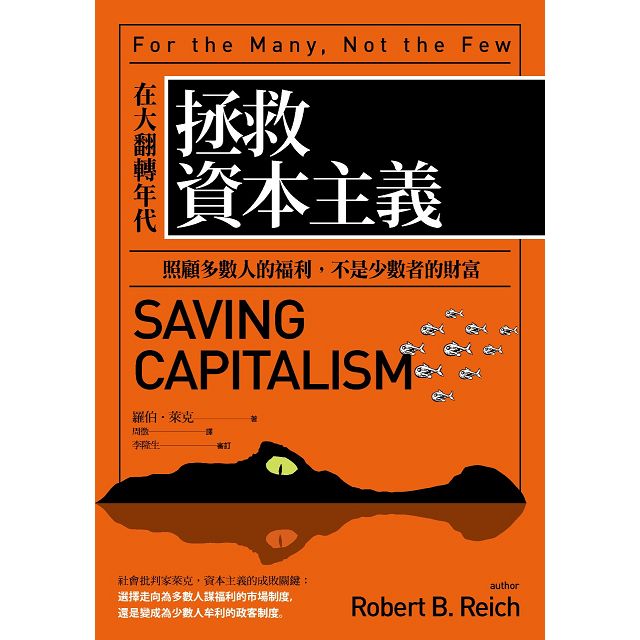 For the Many, Not the Few
在大翻轉年代
拯救
資本主義
照顧多數人的福利，不是少數者的財富
SAVING
CAPITALISM
羅伯．萊克 著
周徵 譯
李隆生 審訂
社會批判家萊克，資本主義的成敗關鍵：
選擇走向為多數人謀福利的市場制度，
還是變成為少數人牟利的政客制度。
author
Robert B. Reich